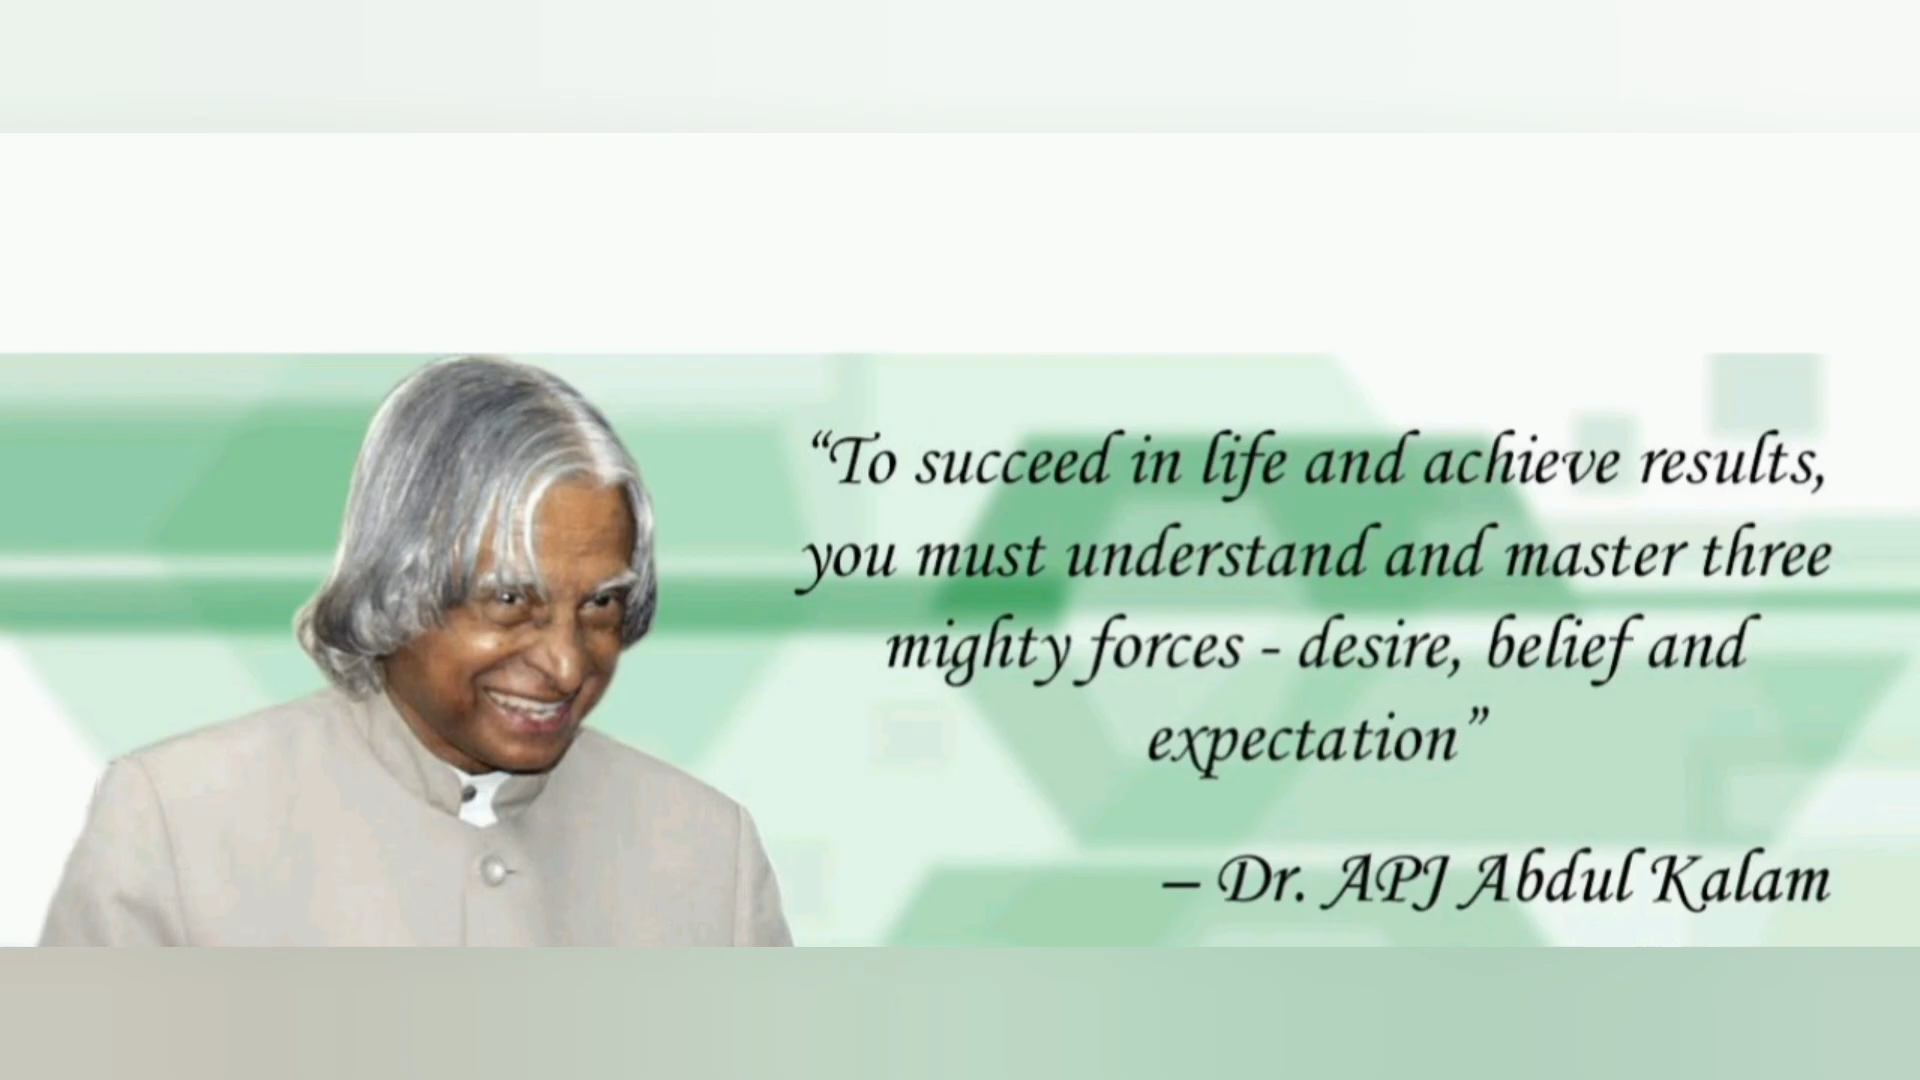 “To succeed in life and achieve results,
you must understand and master three
mighty forces - desire, belief and
expectation”
– Dr. APJ Abdul Kalam